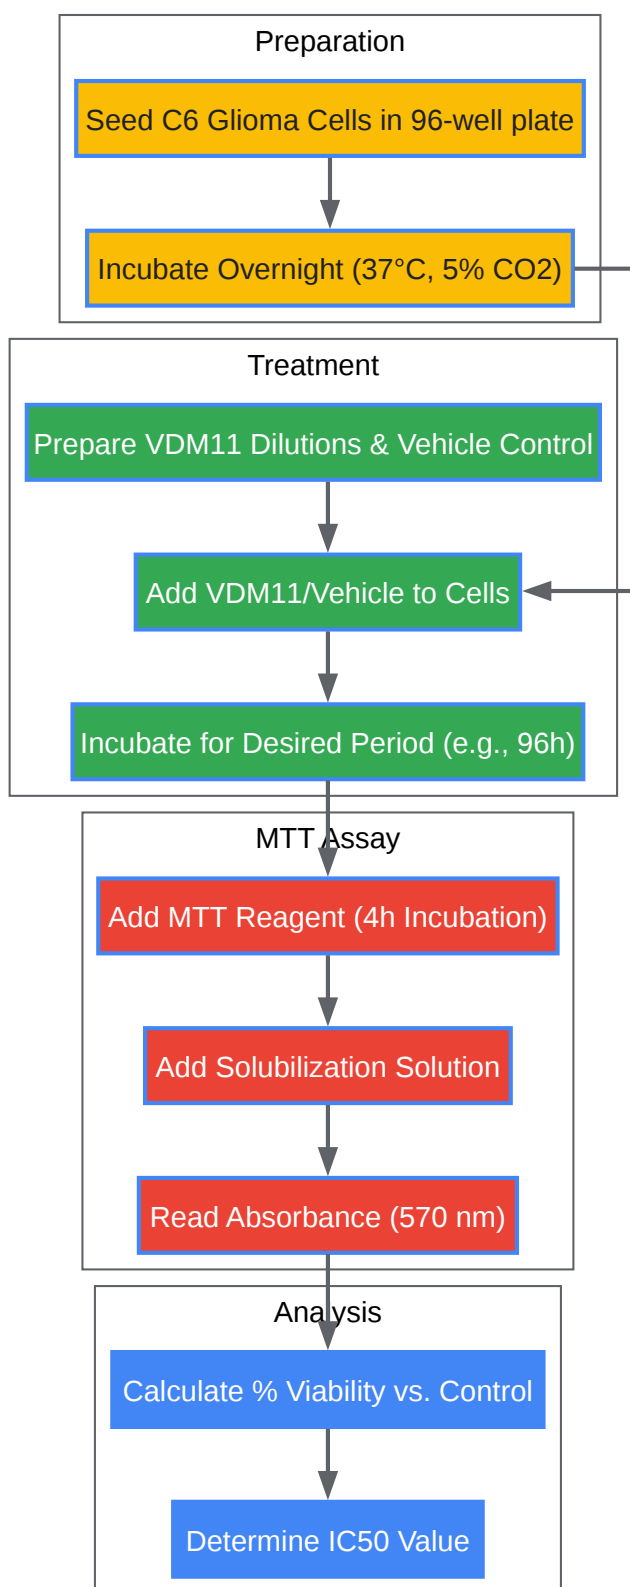 Preparation
Seed C6 Glioma Cells in 96-well plate
Incubate Overnight (37°C, 5% CO2)
Treatment
Prepare VDM11 Dilutions & Vehicle Control
Add VDM11/Vehicle to Cells
Incubate for Desired Period (e.g., 96h)
MTT Assay
Add MTT Reagent (4h Incubation)
Add Solubilization Solution
Read Absorbance (570 nm)
Analysis
Calculate % Viability vs. Control
Determine IC50 Value